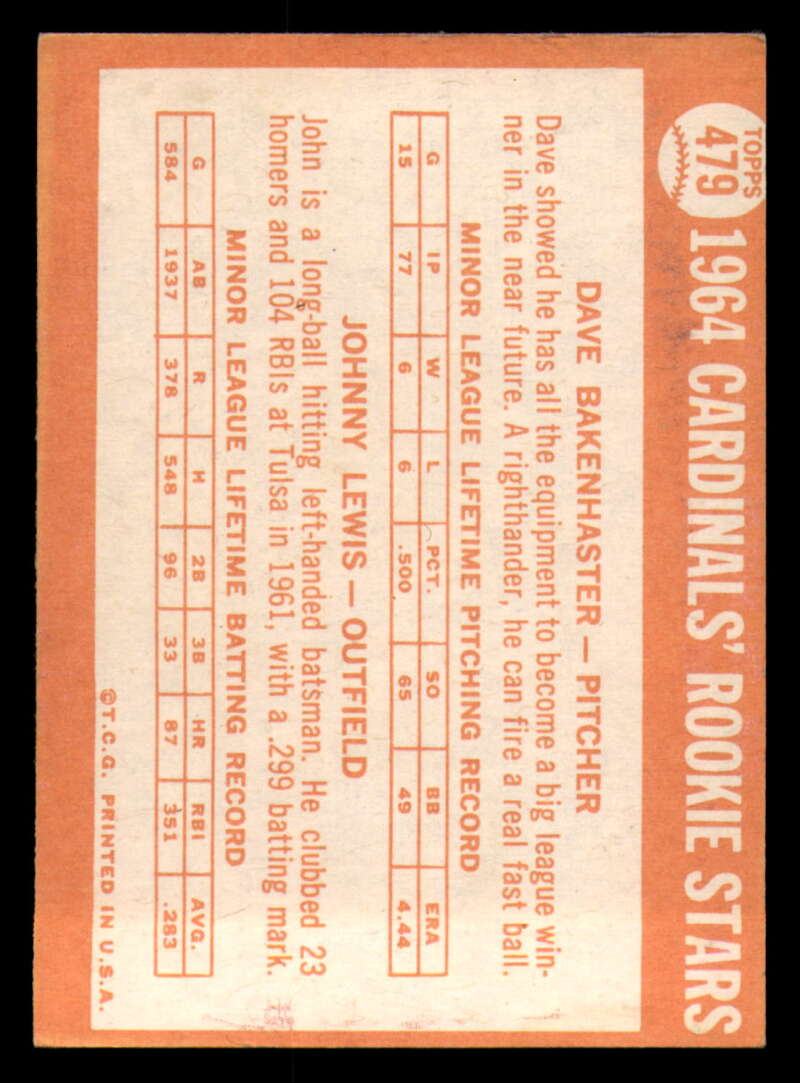 TOPPS
479
1964 CARDINALS' ROOKIE STARS
DAVE BAKENHASTER — PITCHER
Dave showed he has all the equipment to become a big league win-
ner in the near future. A righthander, he can fire a real fast ball.
MINOR LEAGUE LIFETIME PITCHING RECORD
G IP W L PCT. SO BB ERA
15 77 6 6 .500 65 49 4.44
JOHNNY LEWIS — OUTFIELD
John is a long-ball hitting left-handed batsman. He clubbed 23
homers and 104 RBIs at Tulsa in 1961, with a .299 batting mark.
MINOR LEAGUE LIFETIME BATTING RECORD
G AB R H 2B 3B HR RBI AVG.
584 1937 378 548 96 33 87 351 .283
©T.C.G. PRINTED IN U.S.A.